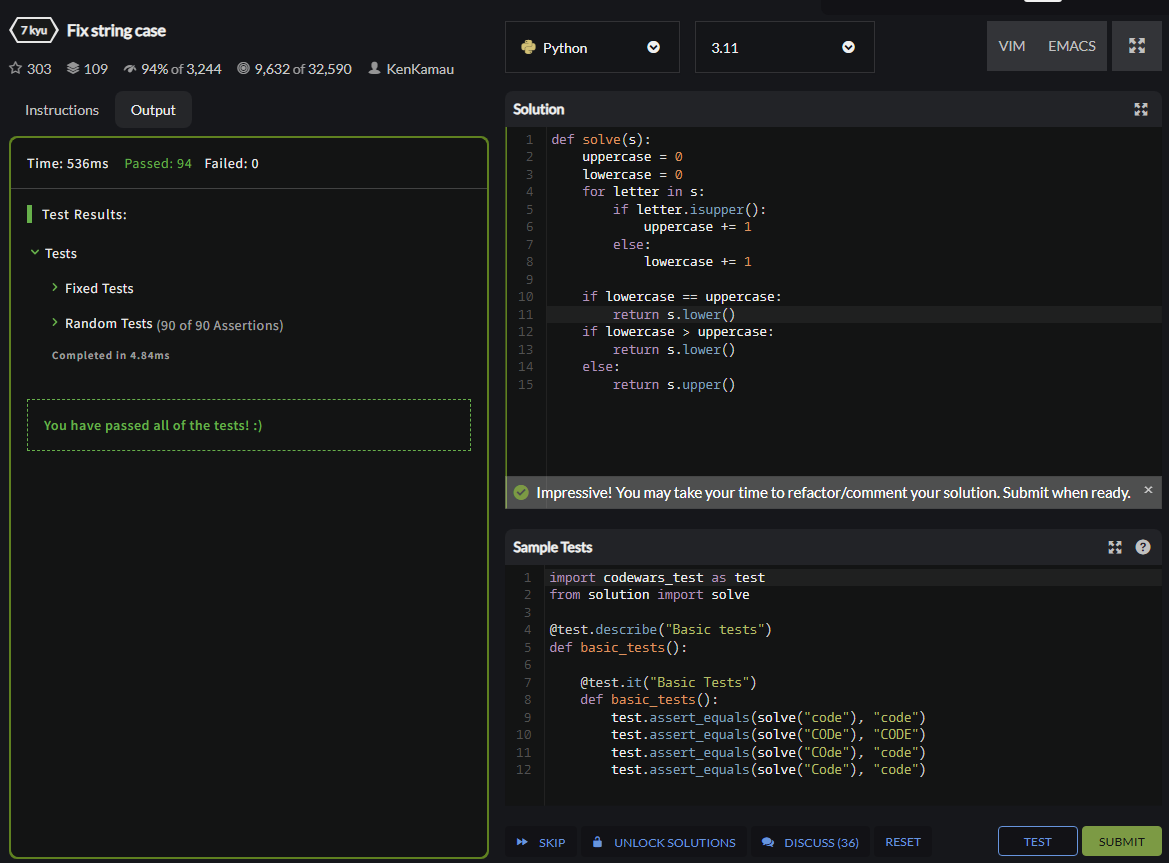 7 kyu Fix string case
303 109 94% of 3,244 9,632 of 32,590 KenKamau
Instructions Output
Time: 536ms Passed: 94 Failed: 0
Test Results:
Tests
Fixed Tests
Random Tests (90 of 90 Assertions)
Completed in 4.84ms
You have passed all of the tests! :)
Python 3.11 VIM EMACS
Solution
1 def solve(s):
2     uppercase = 0
3     lowercase = 0
4     for letter in s:
5         if letter.isupper():
6             uppercase += 1
7         else:
8             lowercase += 1
9
10     if lowercase == uppercase:
11         return s.lower()
12     if lowercase > uppercase:
13         return s.lower()
14     else:
15         return s.upper()
Impressive! You may take your time to refactor/comment your solution. Submit when ready. ×
Sample Tests ?
1 import codewars_test as test
2 from solution import solve
3
4 @test.describe("Basic tests")
5 def basic_tests():
6
7     @test.it("Basic Tests")
8     def basic_tests():
9         test.assert_equals(solve("code"), "code")
10         test.assert_equals(solve("CODe"), "CODE")
11         test.assert_equals(solve("COde"), "code")
12         test.assert_equals(solve("Code"), "code")
SKIP UNLOCK SOLUTIONS DISCUSS (36) RESET TEST SUBMIT